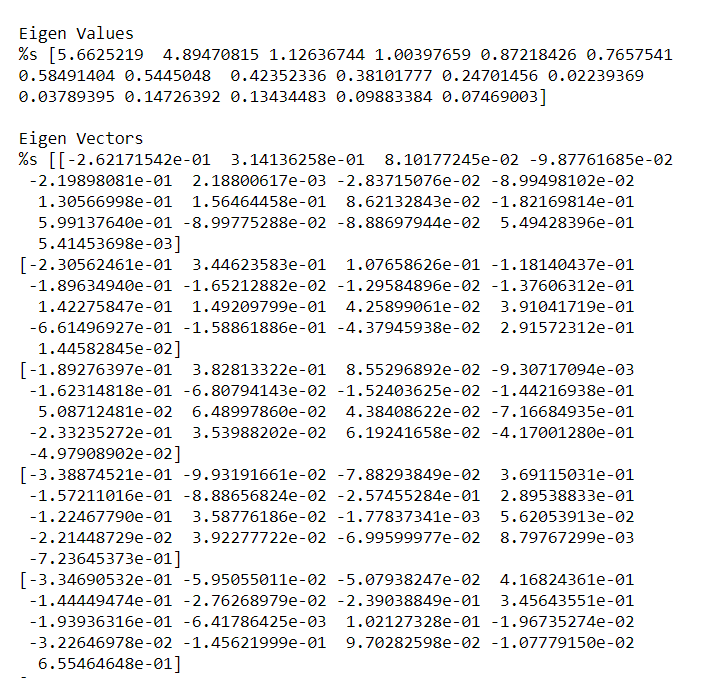 Eigen Values
%s [5.6625219  4.89470815 1.12636744 1.00397659 0.87218426 0.7657541
0.58491404 0.5445048  0.42352336 0.38101777 0.24701456 0.02239369
0.03789395 0.14726392 0.13434483 0.09883384 0.07469003]
Eigen Vectors
%s [[-2.62171542e-01  3.14136258e-01  8.10177245e-02 -9.87761685e-02
-2.19898081e-01  2.18800617e-03 -2.83715076e-02 -8.99498102e-02
1.30566998e-01  1.56464458e-01  8.62132843e-02 -1.82169814e-01
5.99137640e-01 -8.99775288e-02 -8.88697944e-02  5.49428396e-01
5.41453698e-03]
[-2.30562461e-01  3.44623583e-01  1.07658626e-01 -1.18140437e-01
-1.89634940e-01 -1.65212882e-02 -1.29584896e-02 -1.37606312e-01
1.42275847e-01  1.49209799e-01  4.25899061e-02  3.91041719e-01
-6.61496927e-01 -1.58861886e-01 -4.37945938e-02  2.91572312e-01
1.44582845e-02]
[-1.89276397e-01  3.82813322e-01  8.55296892e-02 -9.30717094e-03
-1.62314818e-01 -6.80794143e-02 -1.52403625e-02 -1.44216938e-01
5.08712481e-02  6.48997860e-02  4.38408622e-02 -7.16684935e-01
-2.33235272e-01  3.53988202e-02  6.19241658e-02 -4.17001280e-01
-4.97908902e-02]
[-3.38874521e-01 -9.93191661e-02 -7.88293849e-02  3.69115031e-01
-1.57211016e-01 -8.88656824e-02 -2.57455284e-01  2.89538833e-01
-1.22467790e-01  3.58776186e-02 -1.77837341e-03  5.62053913e-02
-2.21448729e-02  3.92277722e-02 -6.99599977e-02  8.79767299e-03
-7.23645373e-01]
[-3.34690532e-01 -5.95055011e-02 -5.07938247e-02  4.16824361e-01
-1.44449474e-01 -2.76268979e-02 -2.39038849e-01  3.45643551e-01
-1.93936316e-01 -6.41786425e-03  1.02127328e-01 -1.96735274e-02
-3.22646978e-02 -1.45621999e-01  9.70282598e-02 -1.07779150e-02
6.55464648e-01]